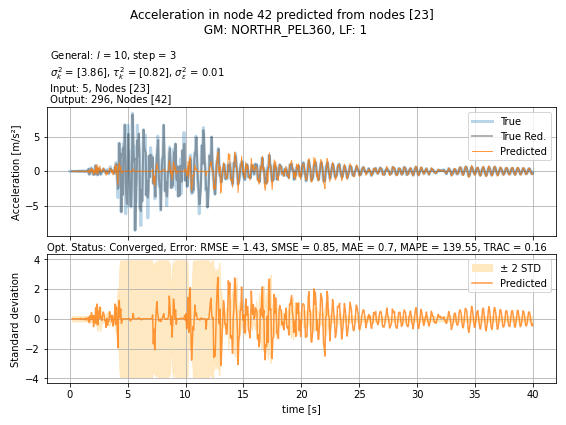 Acceleration in node 42 predicted from nodes [23]
GM: NORTHR_PEL360, LF: 1
General: l = 10, step = 3
σ²ₖ = [3.86], τ²ₖ = [0.82], σ²ε = 0.01
Input: 5, Nodes [23]
Output: 296, Nodes [42]
Acceleration [m/s²]
5
0
−5
True
True Red.
Predicted
Opt. Status: Converged, Error: RMSE = 1.43, SMSE = 0.85, MAE = 0.7, MAPE = 139.55, TRAC = 0.16
Standard deviation
4
2
0
−2
−4
± 2 STD
Predicted
0 5 10 15 20 25 30 35 40
time [s]